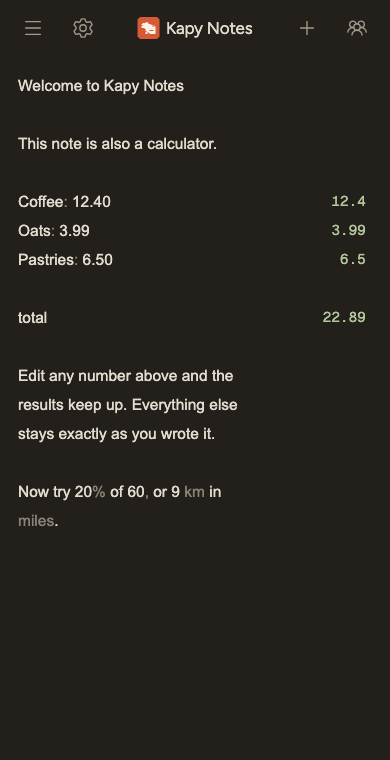 Kapy Notes
Welcome to Kapy Notes
This note is also a calculator.
Coffee: 12.40 12.4
Oats: 3.99 3.99
Pastries: 6.50 6.5
total 22.89
Edit any number above and the
results keep up. Everything else
stays exactly as you wrote it.
Now try 20% of 60, or 9 km in
miles.